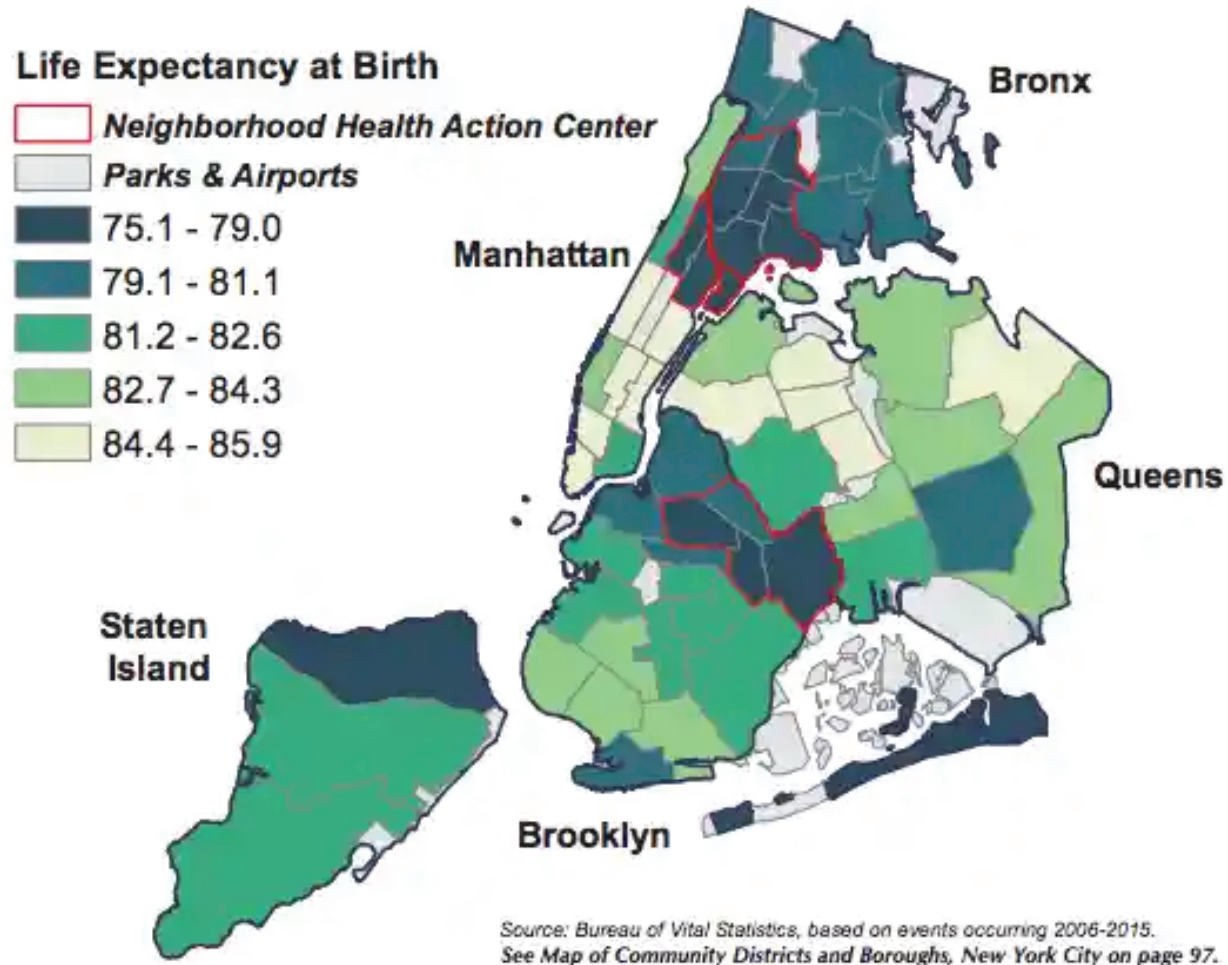 Life Expectancy at Birth
Neighborhood Health Action Center
Parks & Airports
75.1 - 79.0
79.1 - 81.1
81.2 - 82.6
82.7 - 84.3
84.4 - 85.9
Bronx
Manhattan
Queens
Staten
Island
Brooklyn
Source: Bureau of Vital Statistics, based on events occurring 2006-2015.
See Map of Community Districts and Boroughs, New York City on page 97.